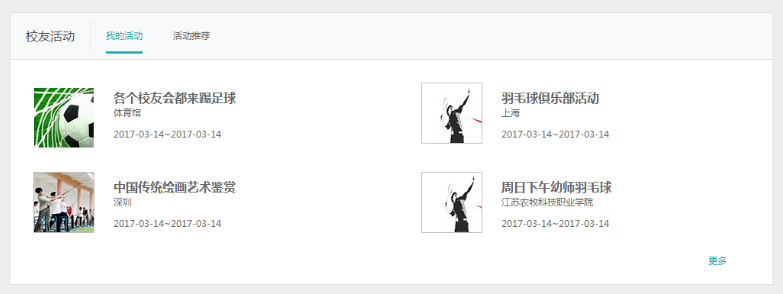 校友活动
我的活动
活动推荐
各个校友会都来踢足球
体育馆
2017-03-14~2017-03-14
羽毛球俱乐部活动
上海
2017-03-14~2017-03-14
中国传统绘画艺术鉴赏
深圳
2017-03-14~2017-03-14
周日下午幼师羽毛球
江苏农牧科技职业学院
2017-03-14~2017-03-14
更多